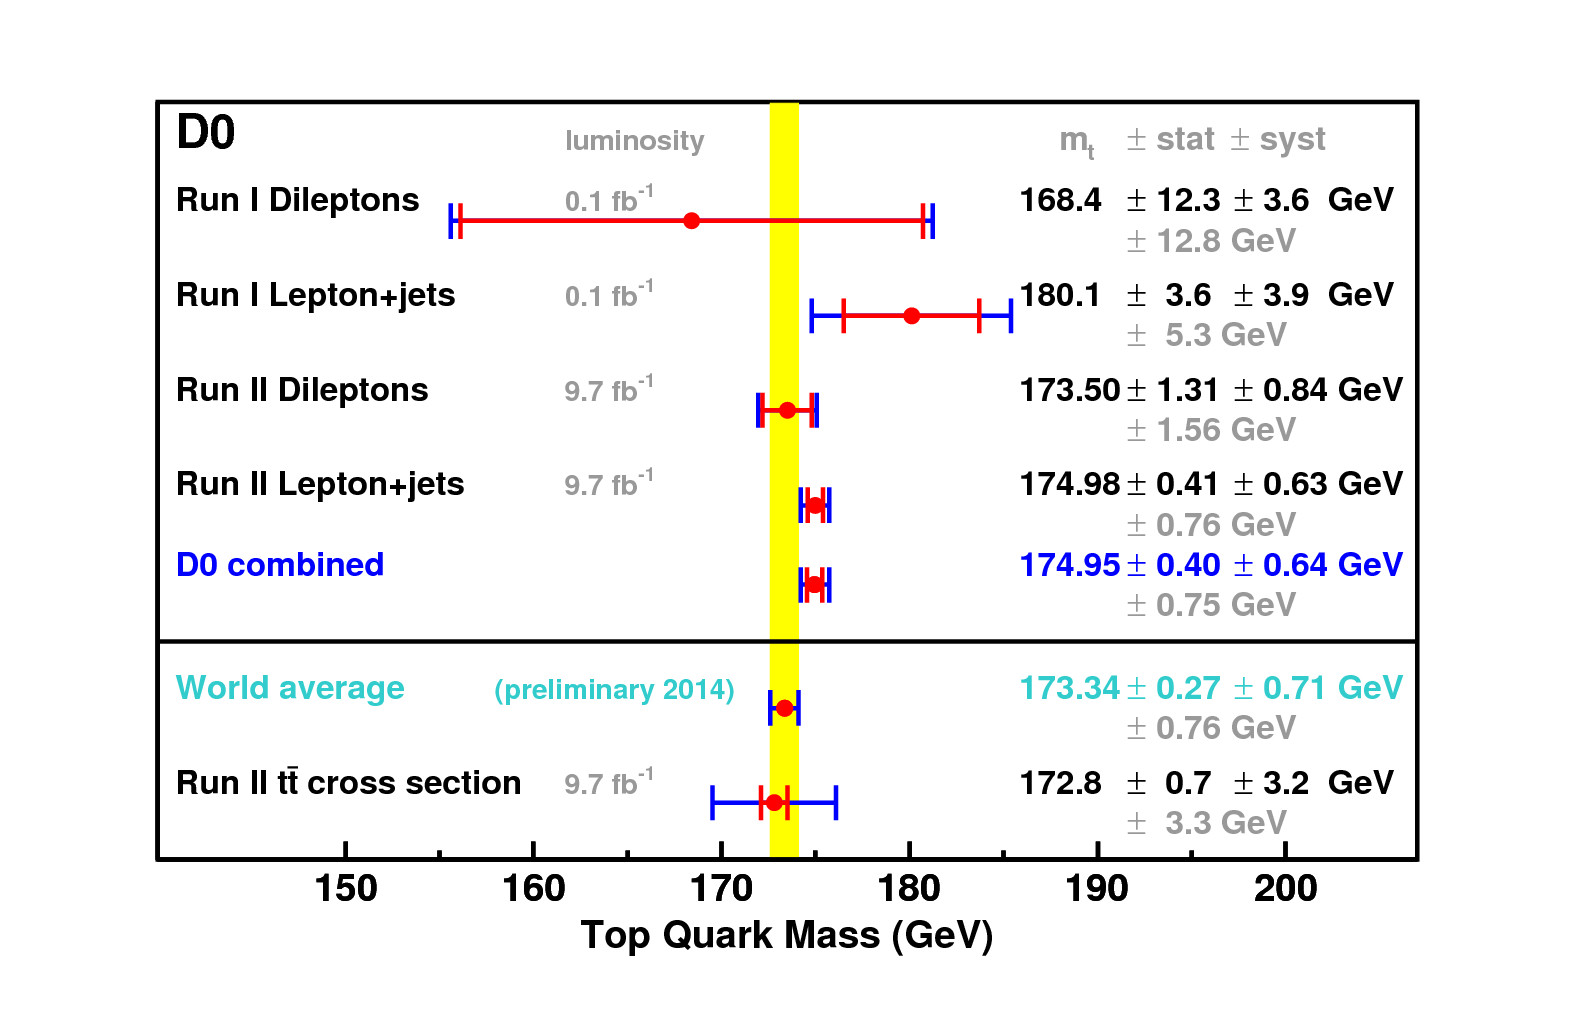 D0 luminosity mt ± stat ± syst
Run I Dileptons 0.1 fb-1 168.4 ± 12.3 ± 3.6 GeV
± 12.8 GeV
Run I Lepton+jets 0.1 fb-1 180.1 ± 3.6 ± 3.9 GeV
± 5.3 GeV
Run II Dileptons 9.7 fb-1 173.50 ± 1.31 ± 0.84 GeV
± 1.56 GeV
Run II Lepton+jets 9.7 fb-1 174.98 ± 0.41 ± 0.63 GeV
± 0.76 GeV
D0 combined 174.95 ± 0.40 ± 0.64 GeV
± 0.75 GeV
World average (preliminary 2014) 173.34 ± 0.27 ± 0.71 GeV
± 0.76 GeV
Run II tt̄ cross section 9.7 fb-1 172.8 ± 0.7 ± 3.2 GeV
± 3.3 GeV
150 160 170 180 190 200
Top Quark Mass (GeV)